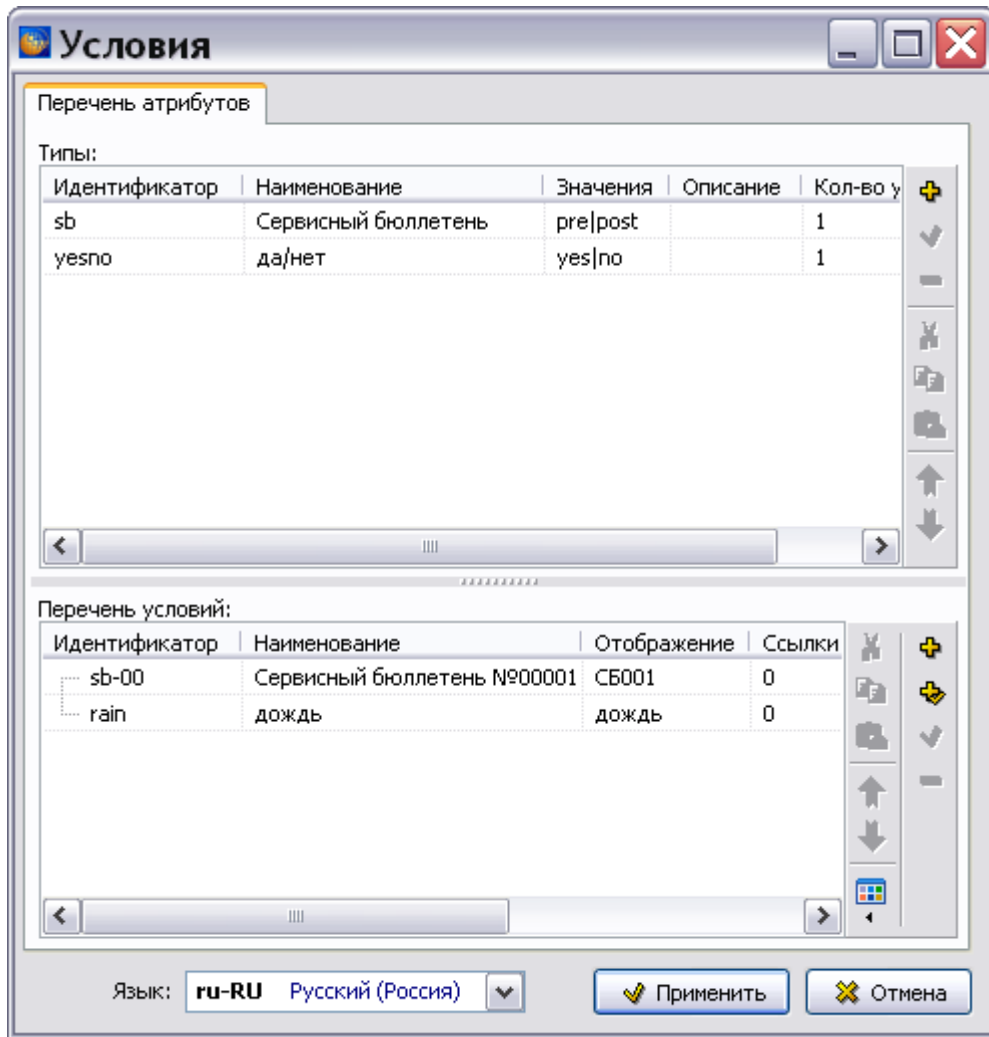 Условия
Перечень атрибутов
Типы:
Идентификатор Наименование Значения Описание Кол-во у
sb Сервисный бюллетень pre|post 1
yesno да/нет yes|no 1
Перечень условий:
Идентификатор Наименование Отображение Ссылки
sb-00 Сервисный бюллетень №00001 СБ001 0
rain дождь дождь 0
Язык: ru-RU Русский (Россия) Применить Отмена